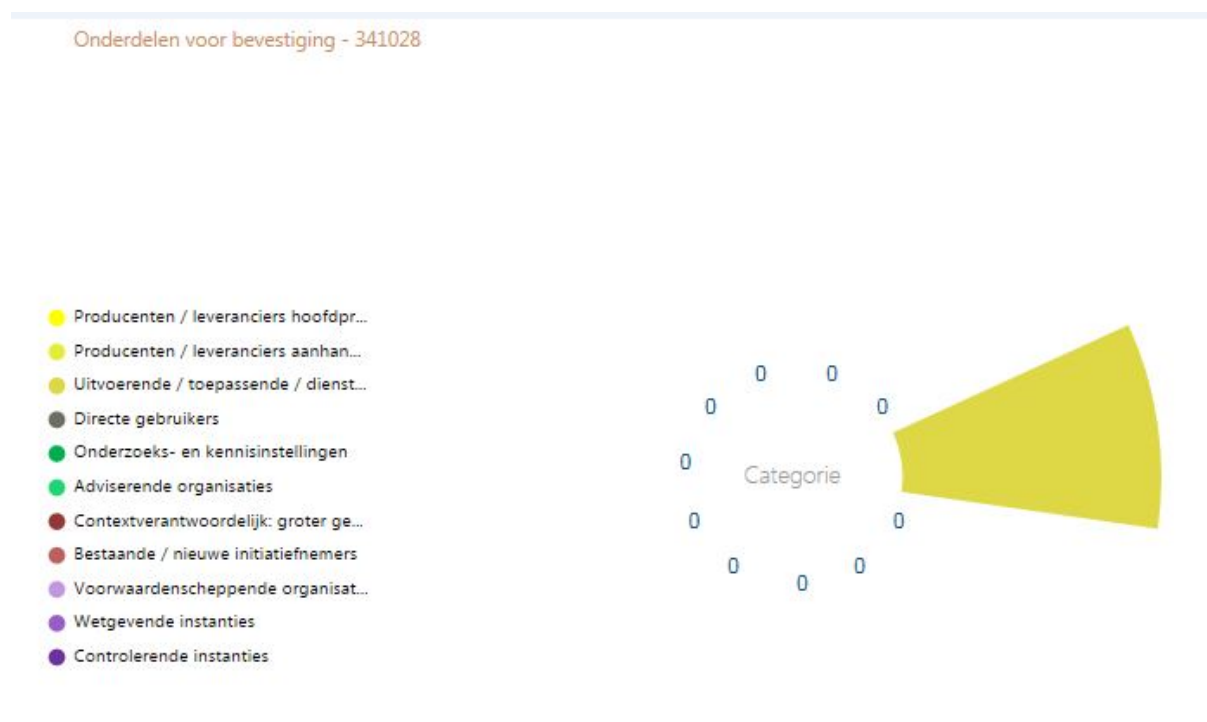 Onderdelen voor bevestiging - 341028
Producenten / leveranciers hoofdpr...
Producenten / leveranciers aanhan...
Uitvoerende / toepassende / dienst...
Directe gebruikers
Onderzoeks- en kennisinstellingen
Adviserende organisaties
Contextverantwoordelijk: groter ge...
Bestaande / nieuwe initiatiefnemers
Voorwaardenscheppende organisat...
Wetgevende instanties
Controlerende instanties
0 0
0 0
0
Categorie
0 0
0 0
0